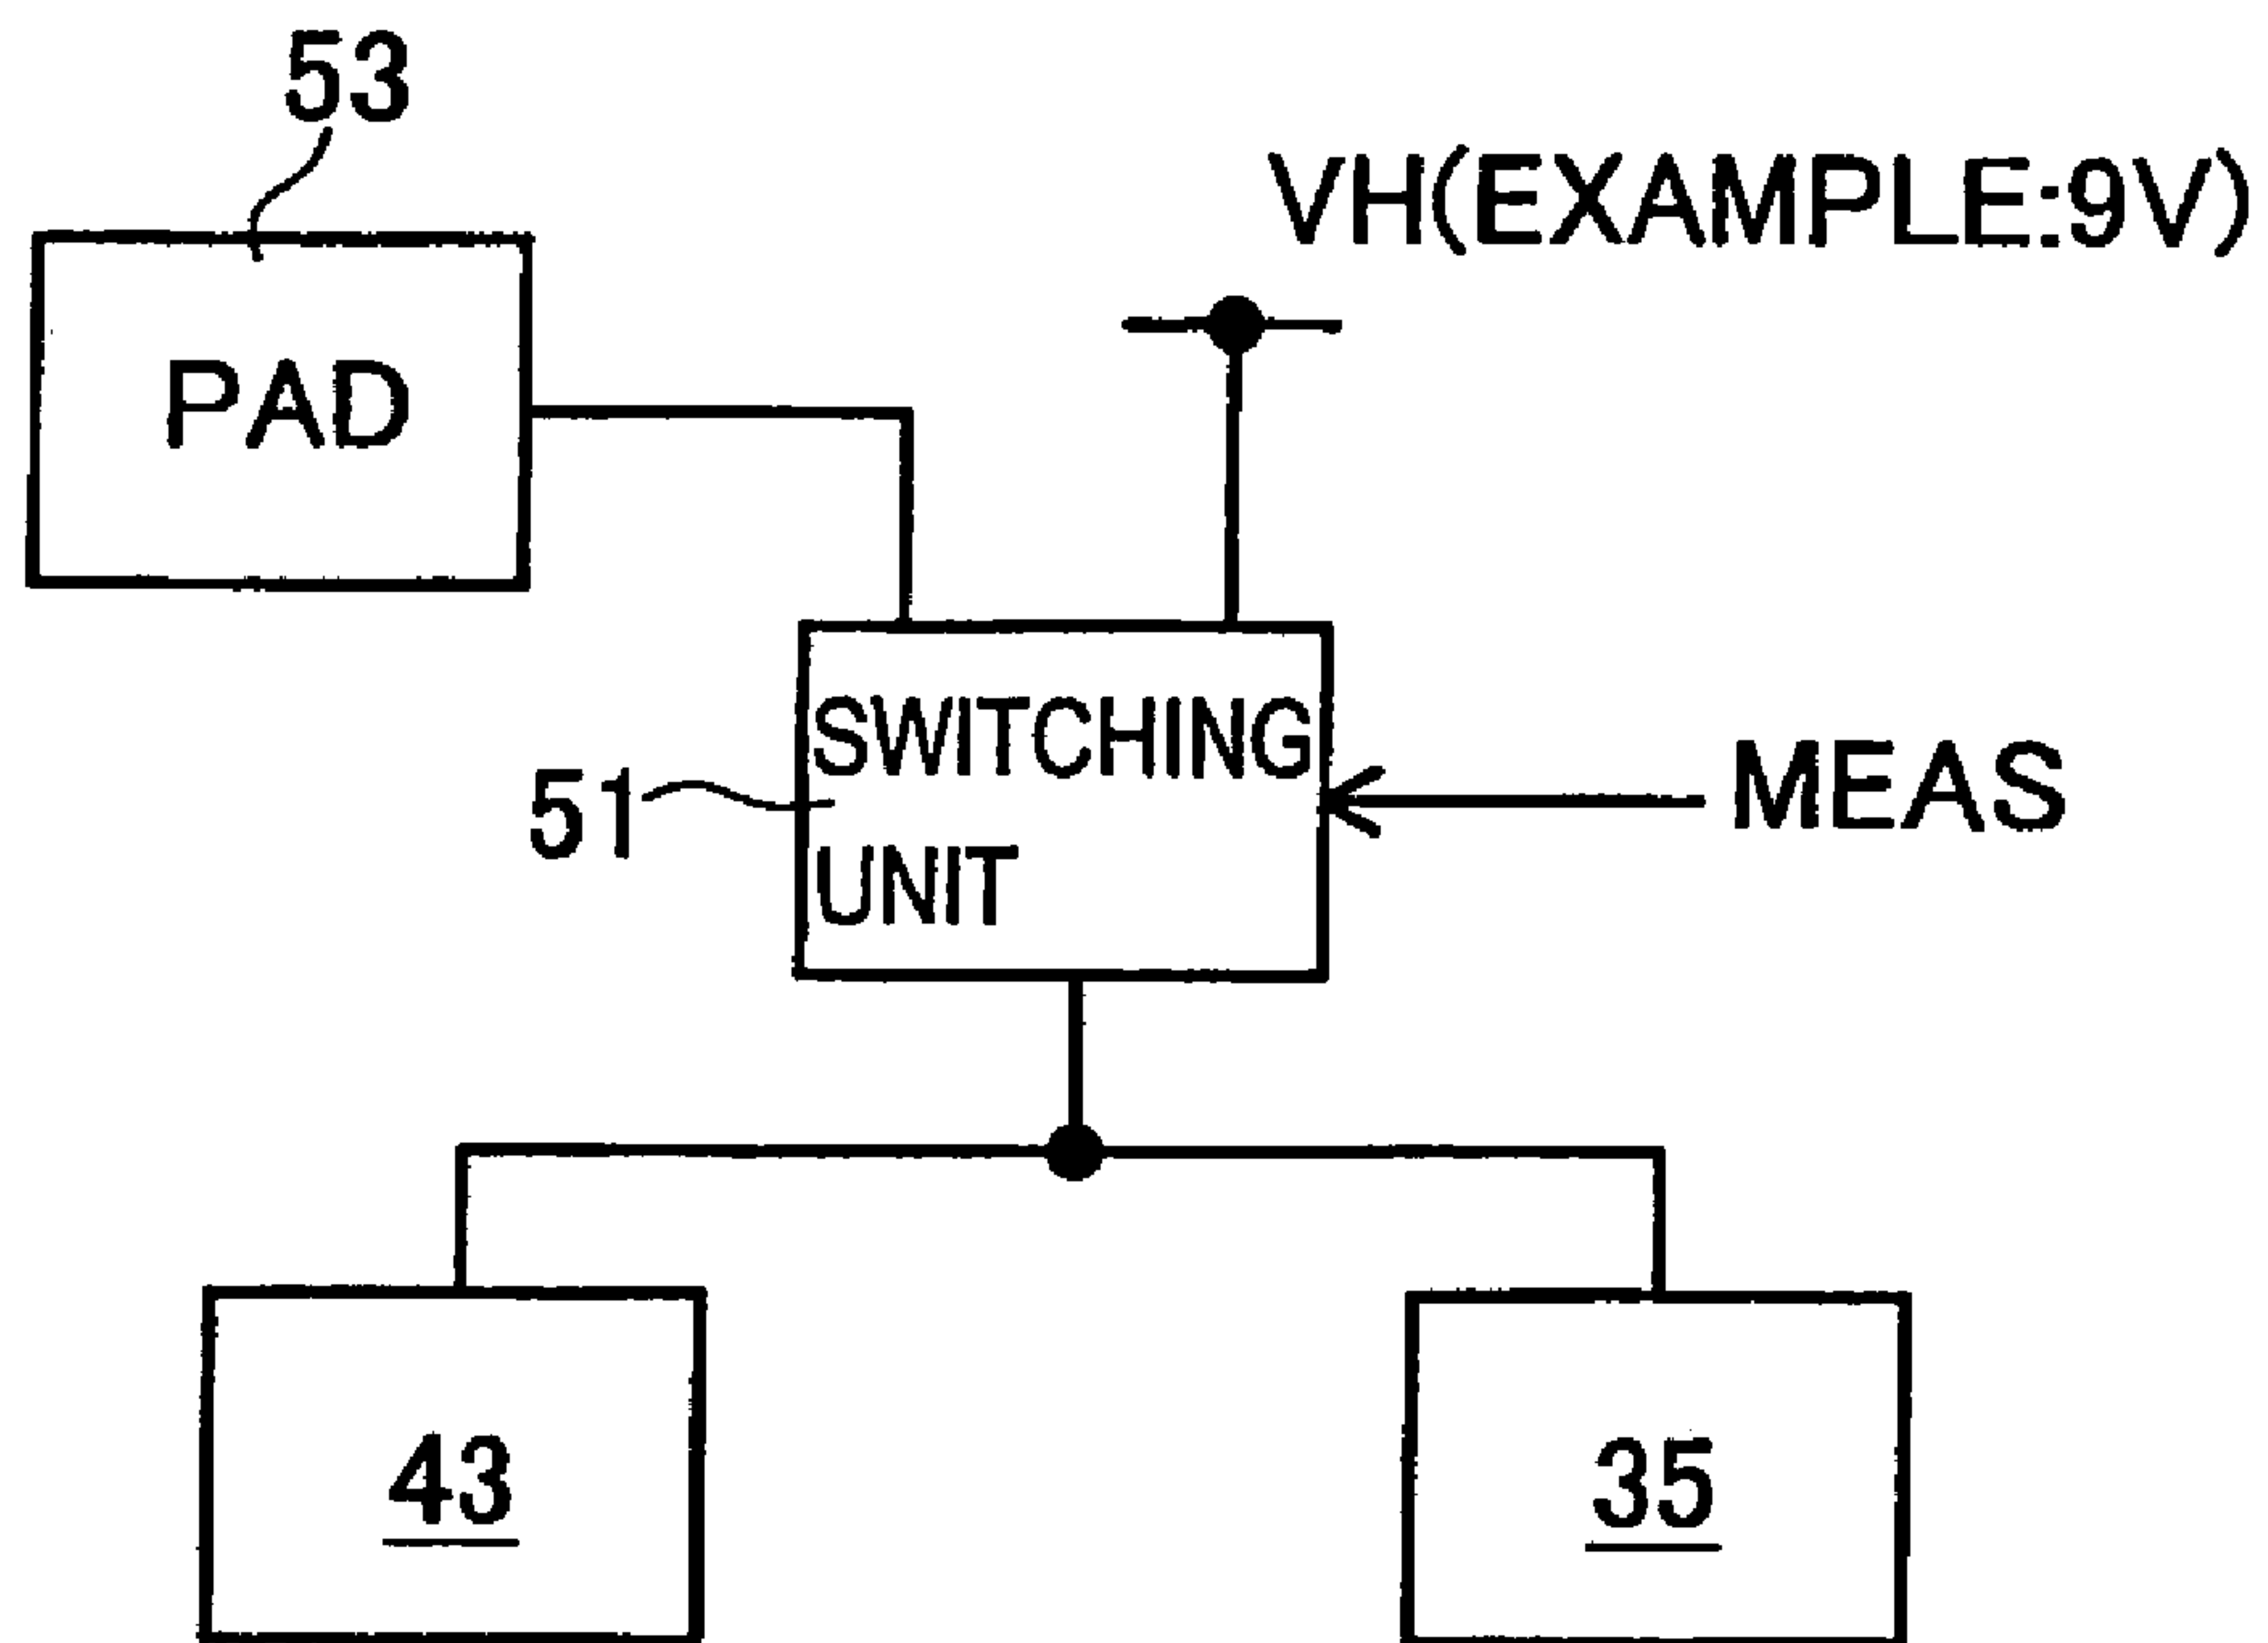 53
VH(EXAMPLE:9V)
PAD
SWITCHING
UNIT
51
MEAS
43
35